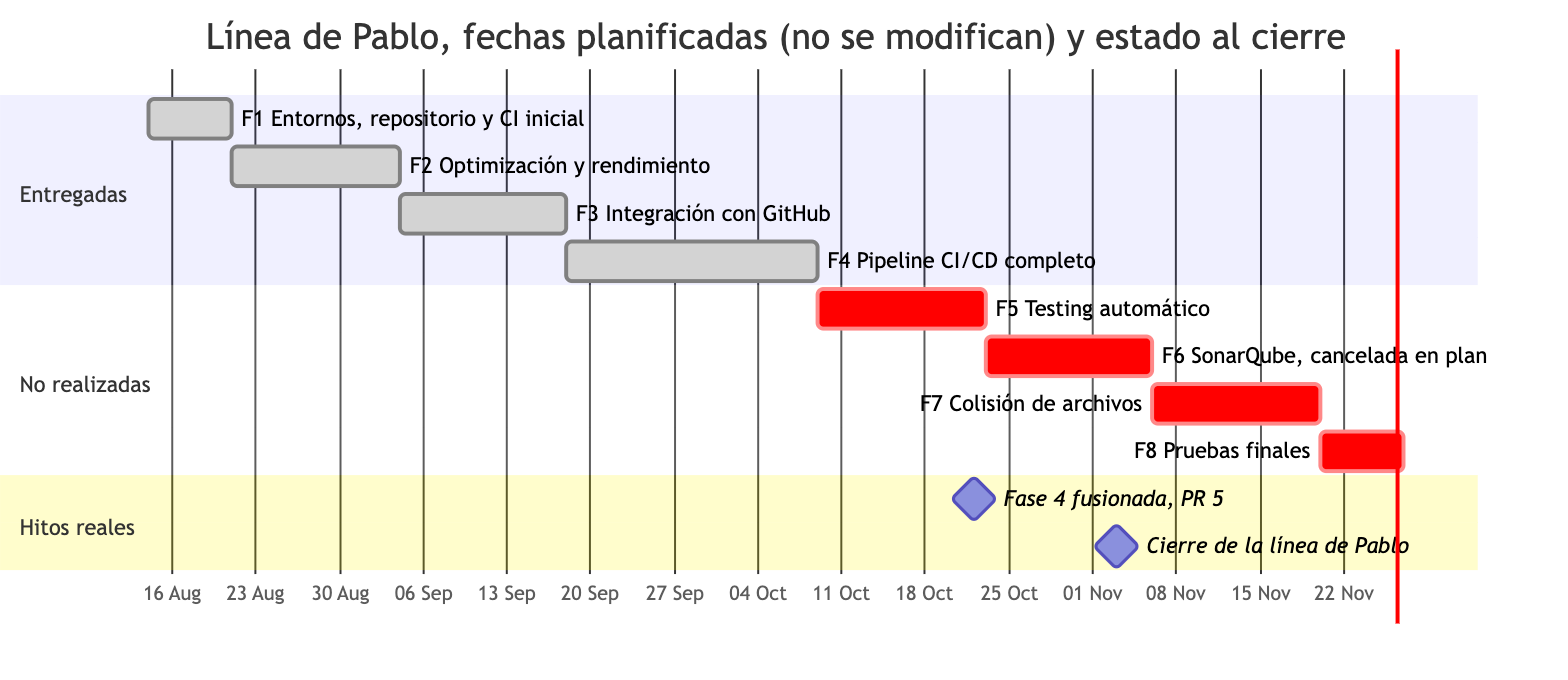 Línea de Pablo, fechas planificadas (no se modifican) y estado al cierre
Entregadas
F1 Entornos, repositorio y CI inicial
F2 Optimización y rendimiento
F3 Integración con GitHub
F4 Pipeline CI/CD completo
No realizadas
F5 Testing automático
F6 SonarQube, cancelada en plan
F7 Colisión de archivos
F8 Pruebas finales
Hitos reales
Fase 4 fusionada, PR 5
Cierre de la línea de Pablo
16 Aug 23 Aug 30 Aug 06 Sep 13 Sep 20 Sep 27 Sep 04 Oct 11 Oct 18 Oct 25 Oct 01 Nov 08 Nov 15 Nov 22 Nov